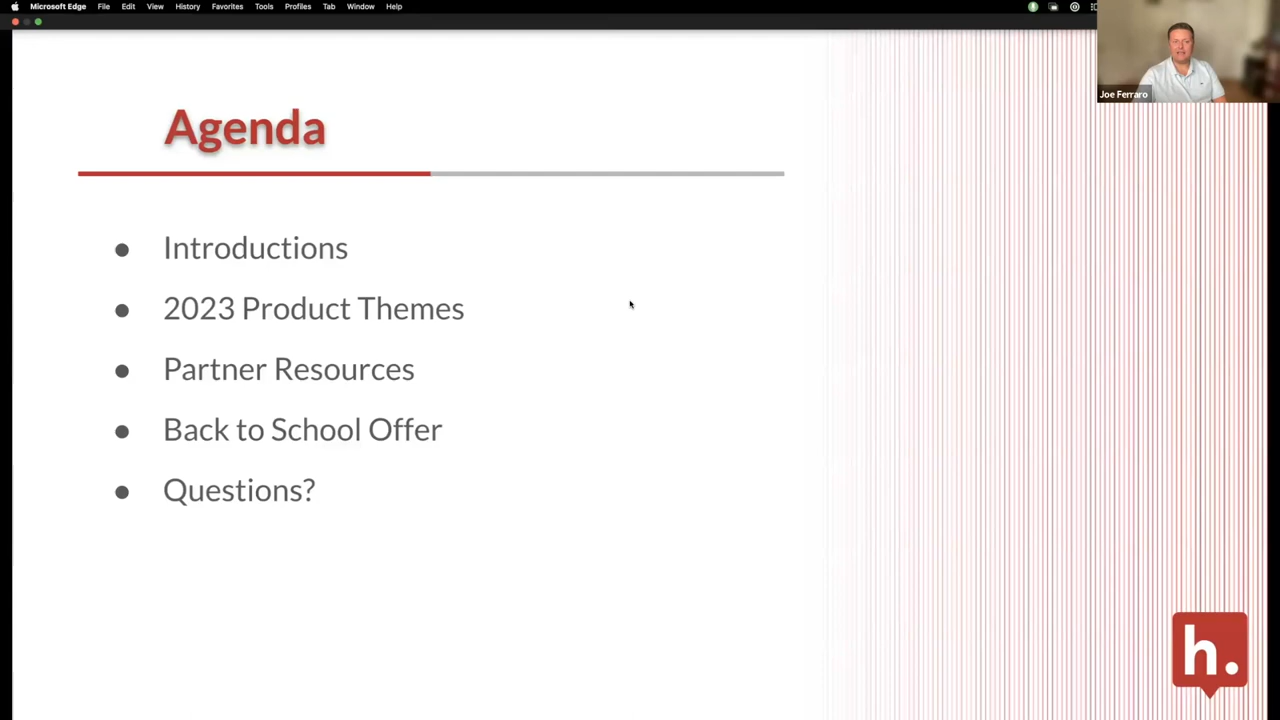 Microsoft Edge File Edit View History Favorites Tools Profiles Tab Window Help
Joe Ferraro
Agenda
● Introductions
● 2023 Product Themes
● Partner Resources
● Back to School Offer
● Questions?
h.